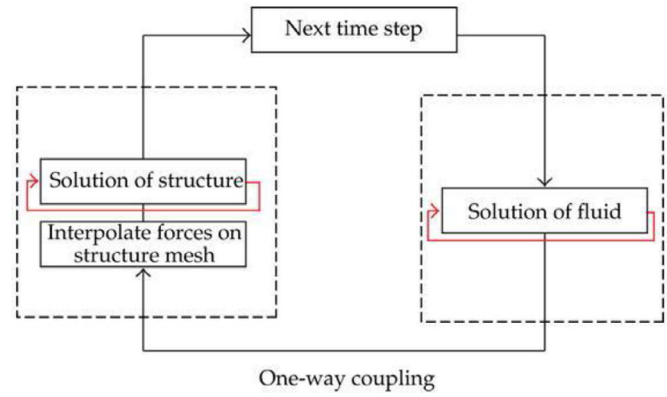 Next time step
Solution of structure
Solution of fluid
Interpolate forces on
structure mesh
One-way coupling